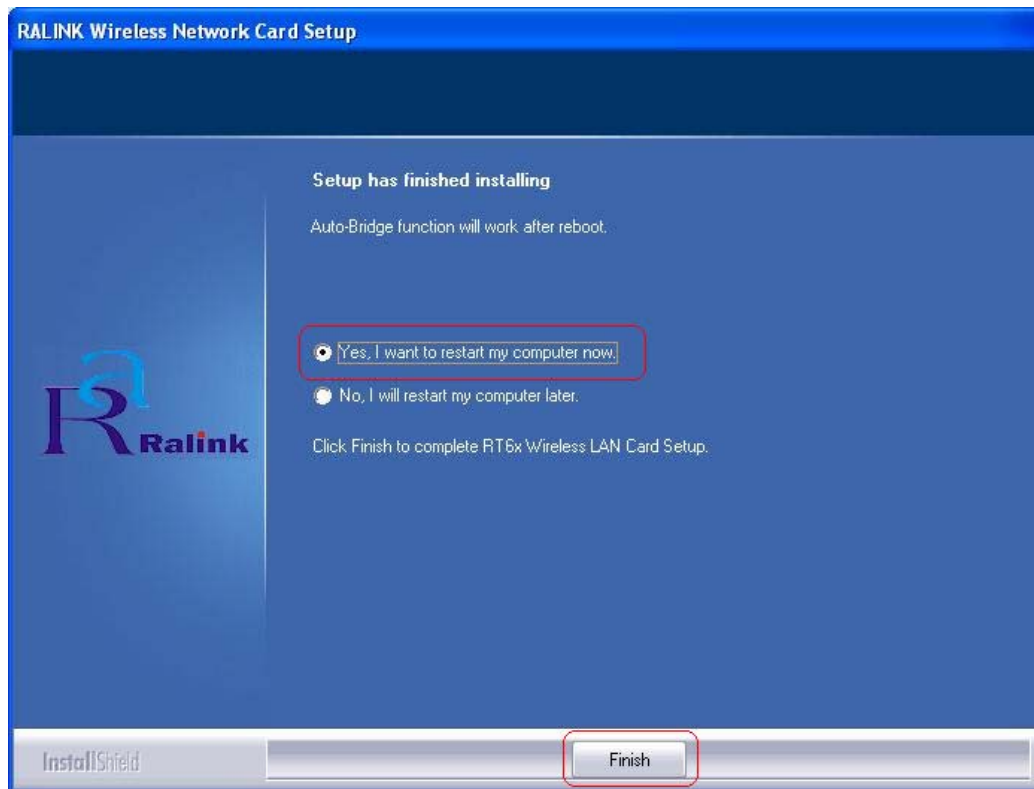 RALINK Wireless Network Card Setup
Setup has finished installing
Auto-Bridge function will work after reboot.
Yes, I want to restart my computer now.
No, I will restart my computer later.
Ralink
Click Finish to complete RT6x Wireless LAN Card Setup.
InstallShield
Finish